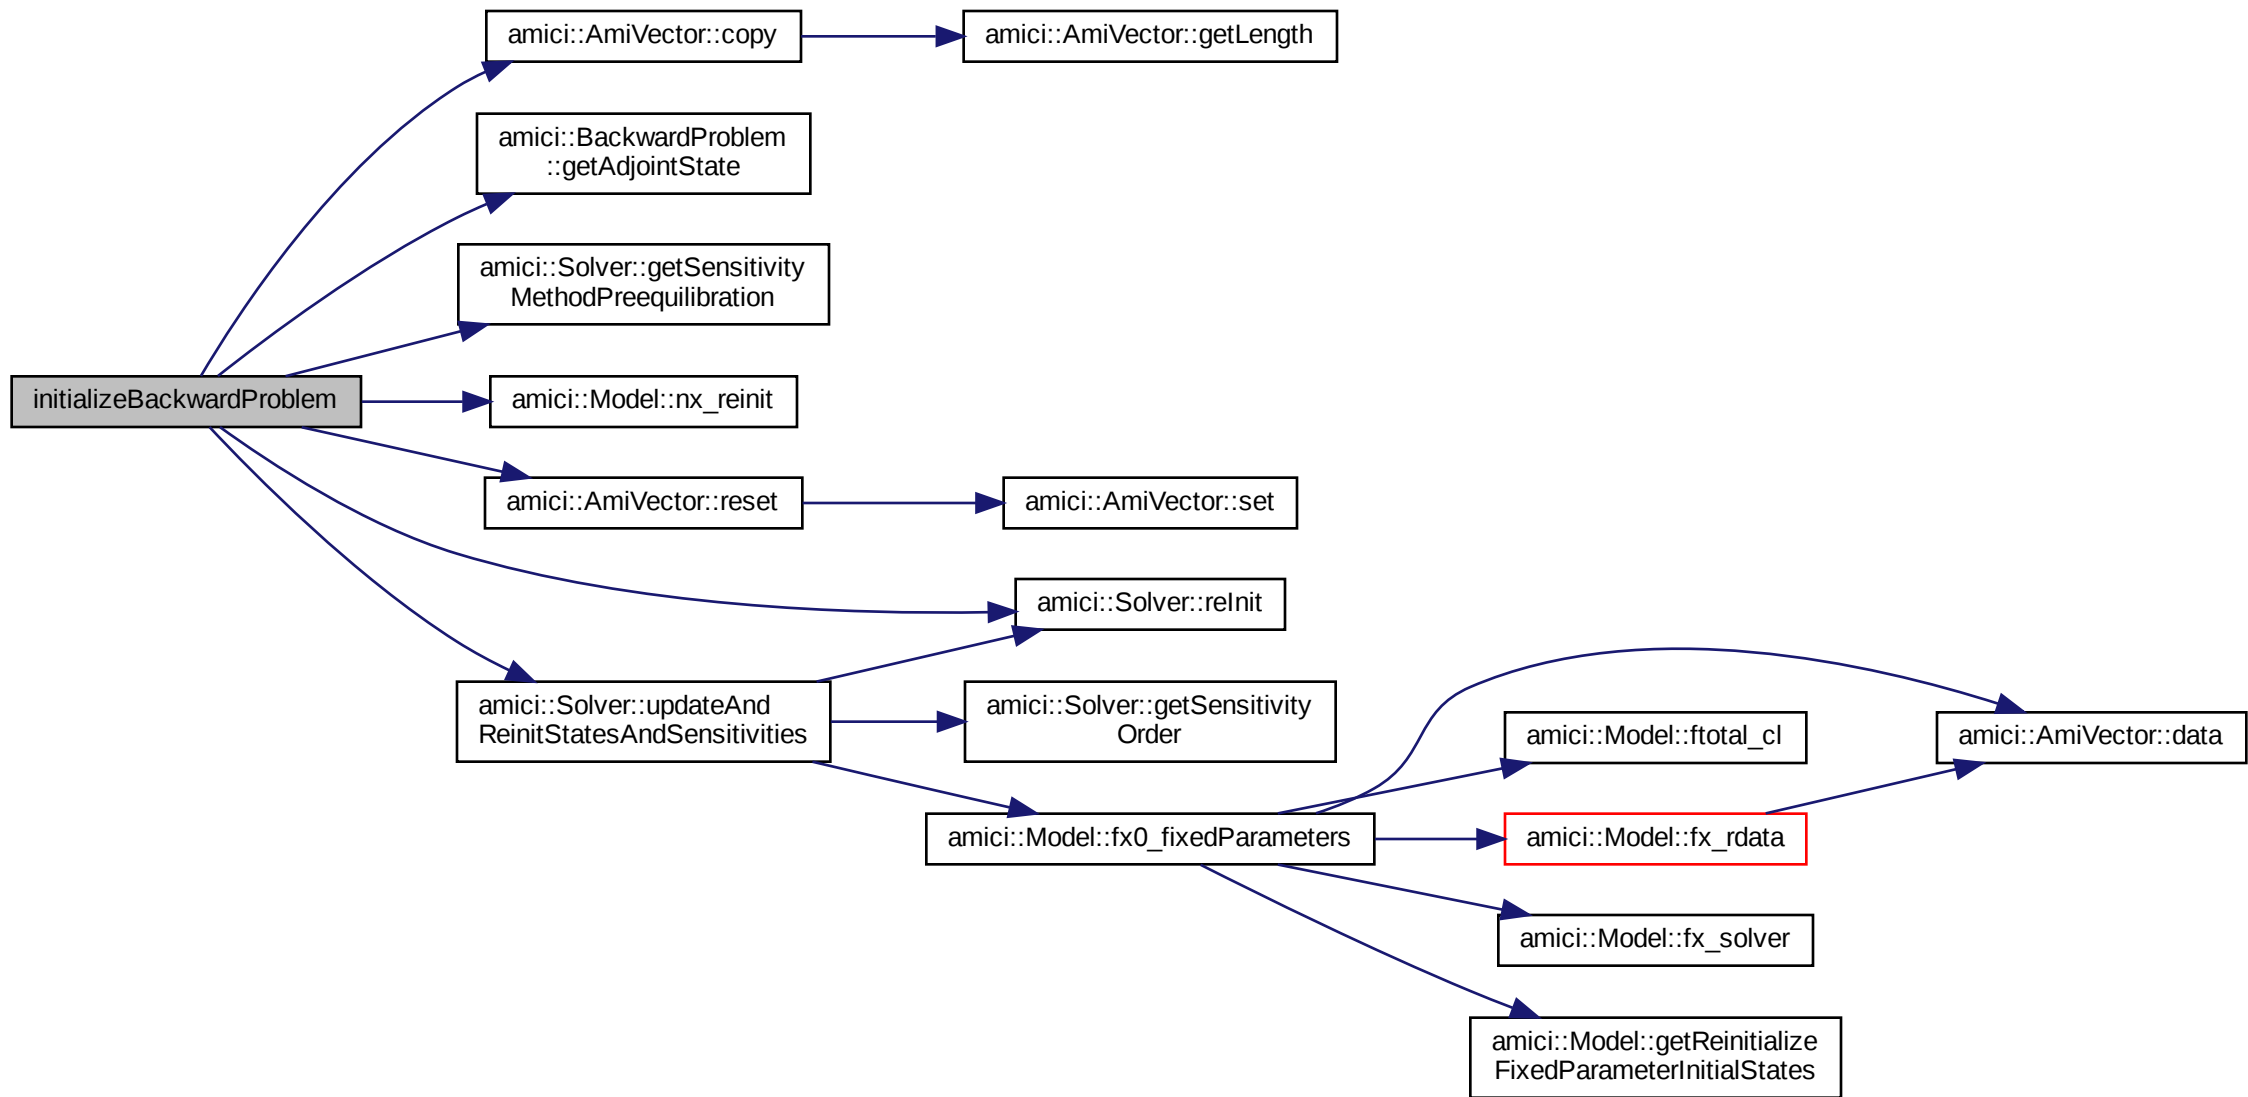 amici::AmiVector::copy
amici::AmiVector::getLength
amici::BackwardProblem
::getAdjointState
amici::Solver::getSensitivity
MethodPreequilibration
initializeBackwardProblem
amici::Model::nx_reinit
amici::AmiVector::reset
amici::AmiVector::set
amici::Solver::reInit
amici::Solver::updateAnd
ReinitStatesAndSensitivities
amici::Solver::getSensitivity
Order
amici::Model::ftotal_cl
amici::AmiVector::data
amici::Model::fx0_fixedParameters
amici::Model::fx_rdata
amici::Model::fx_solver
amici::Model::getReinitialize
FixedParameterInitialStates